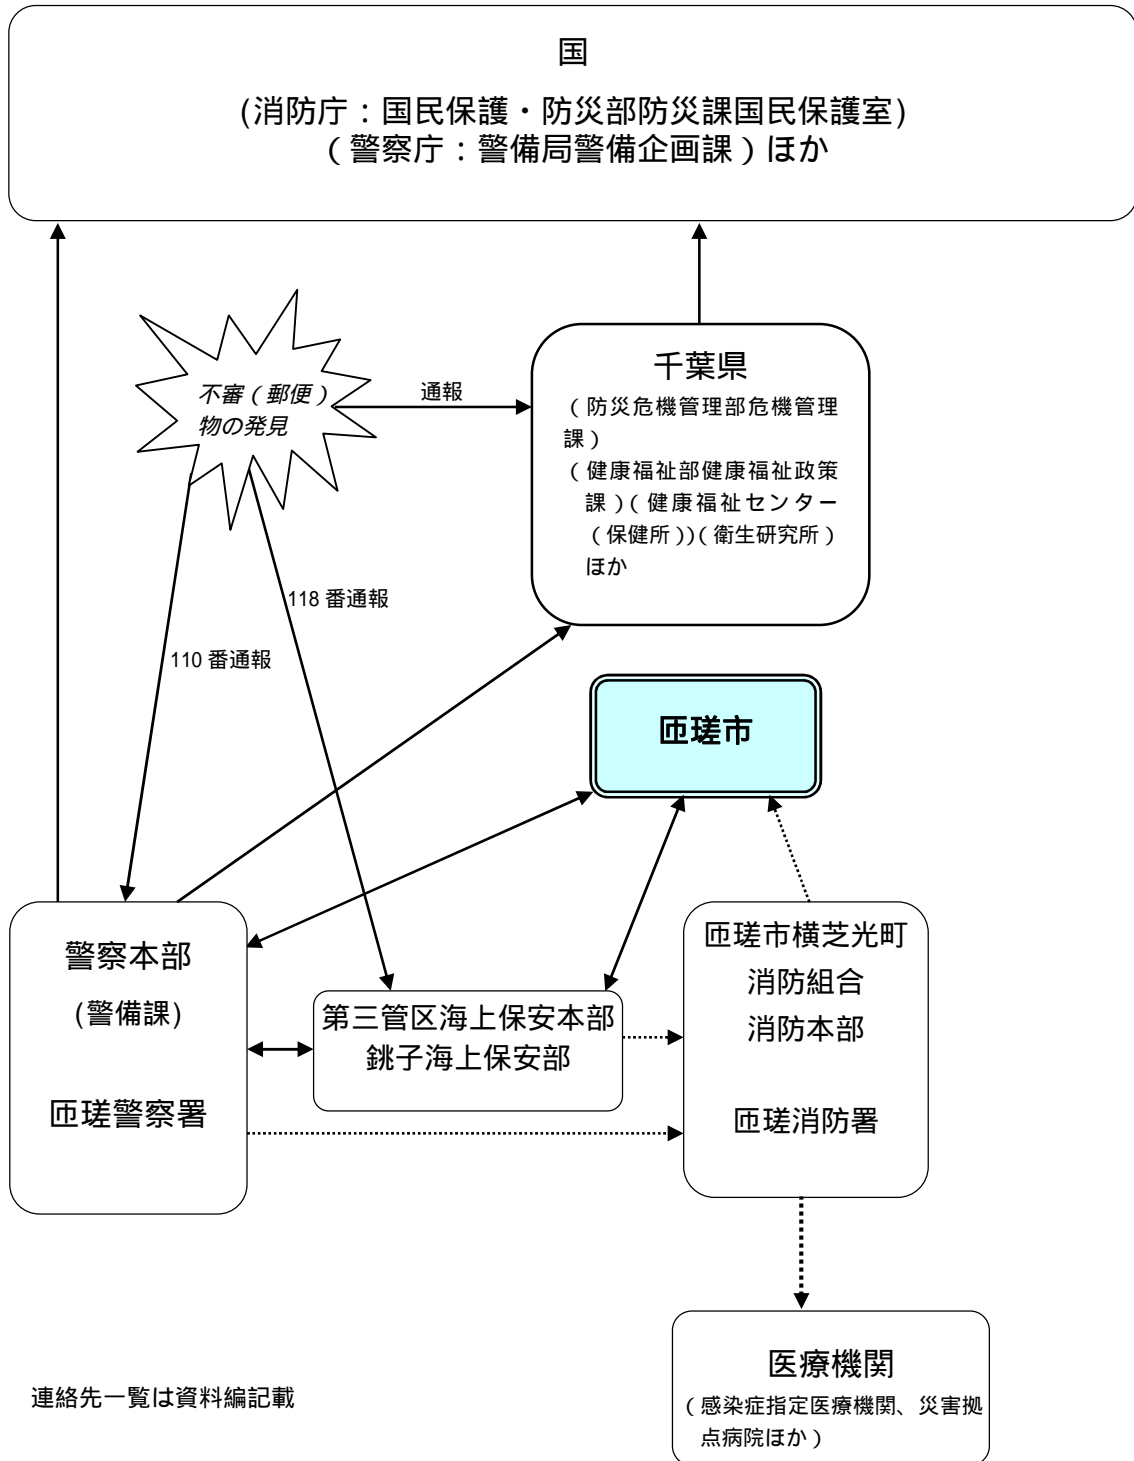 国
(消防庁：国民保護・防災部防災課国民保護室)
（警察庁：警備局警備企画課）ほか
不審（郵便）
物の発見
通報
千葉県
（防災危機管理部危機管理
課）
（健康福祉部健康福祉政策
課）（健康福祉センター
（保健所））（衛生研究所）
ほか
118 番通報
110 番通報
匝瑳市
警察本部
(警備課)
匝瑳警察署
第三管区海上保安本部
銚子海上保安部
匝瑳市横芝光町
消防組合
消防本部
匝瑳消防署
医療機関
（感染症指定医療機関、災害拠
点病院ほか）
連絡先一覧は資料編記載